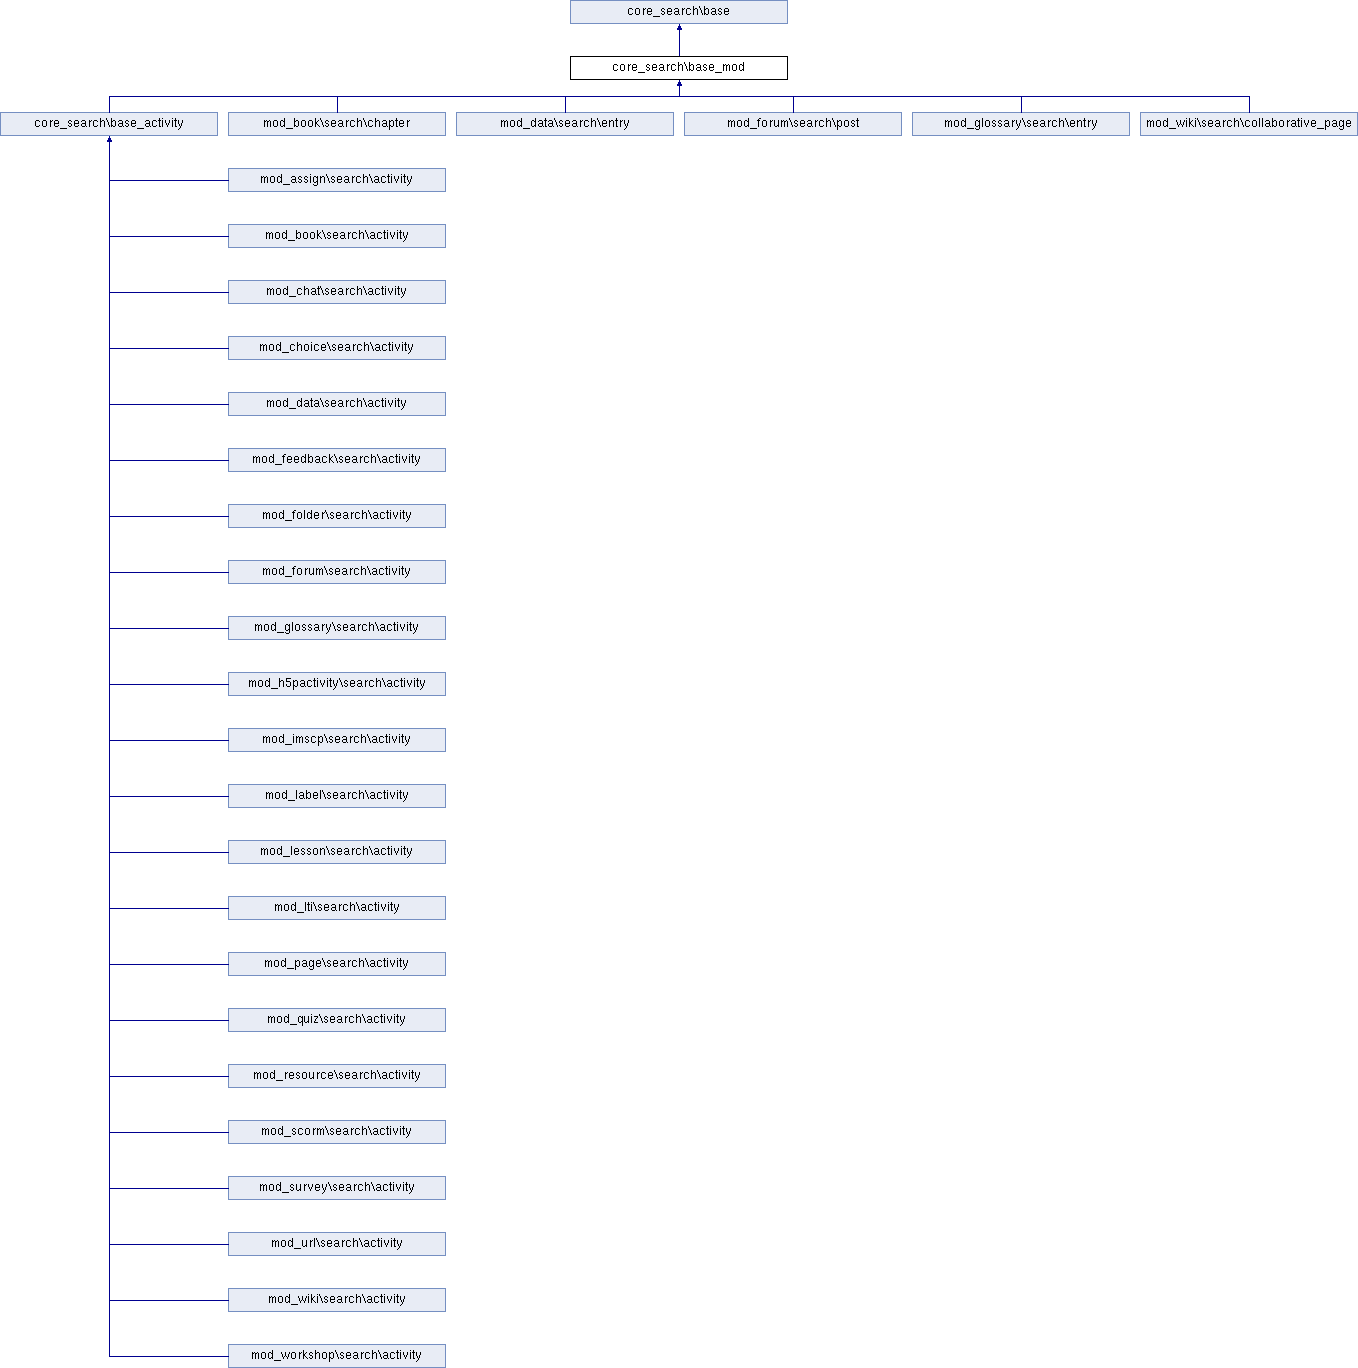 core_search\base
core_search\base_mod
core_search\base_activity
mod_book\search\chapter
mod_data\search\entry
mod_forum\search\post
mod_glossary\search\entry
mod_wiki\search\collaborative_page
mod_assign\search\activity
mod_book\search\activity
mod_chat\search\activity
mod_choice\search\activity
mod_data\search\activity
mod_feedback\search\activity
mod_folder\search\activity
mod_forum\search\activity
mod_glossary\search\activity
mod_h5pactivity\search\activity
mod_imscp\search\activity
mod_label\search\activity
mod_lesson\search\activity
mod_lti\search\activity
mod_page\search\activity
mod_quiz\search\activity
mod_resource\search\activity
mod_scorm\search\activity
mod_survey\search\activity
mod_url\search\activity
mod_wiki\search\activity
mod_workshop\search\activity